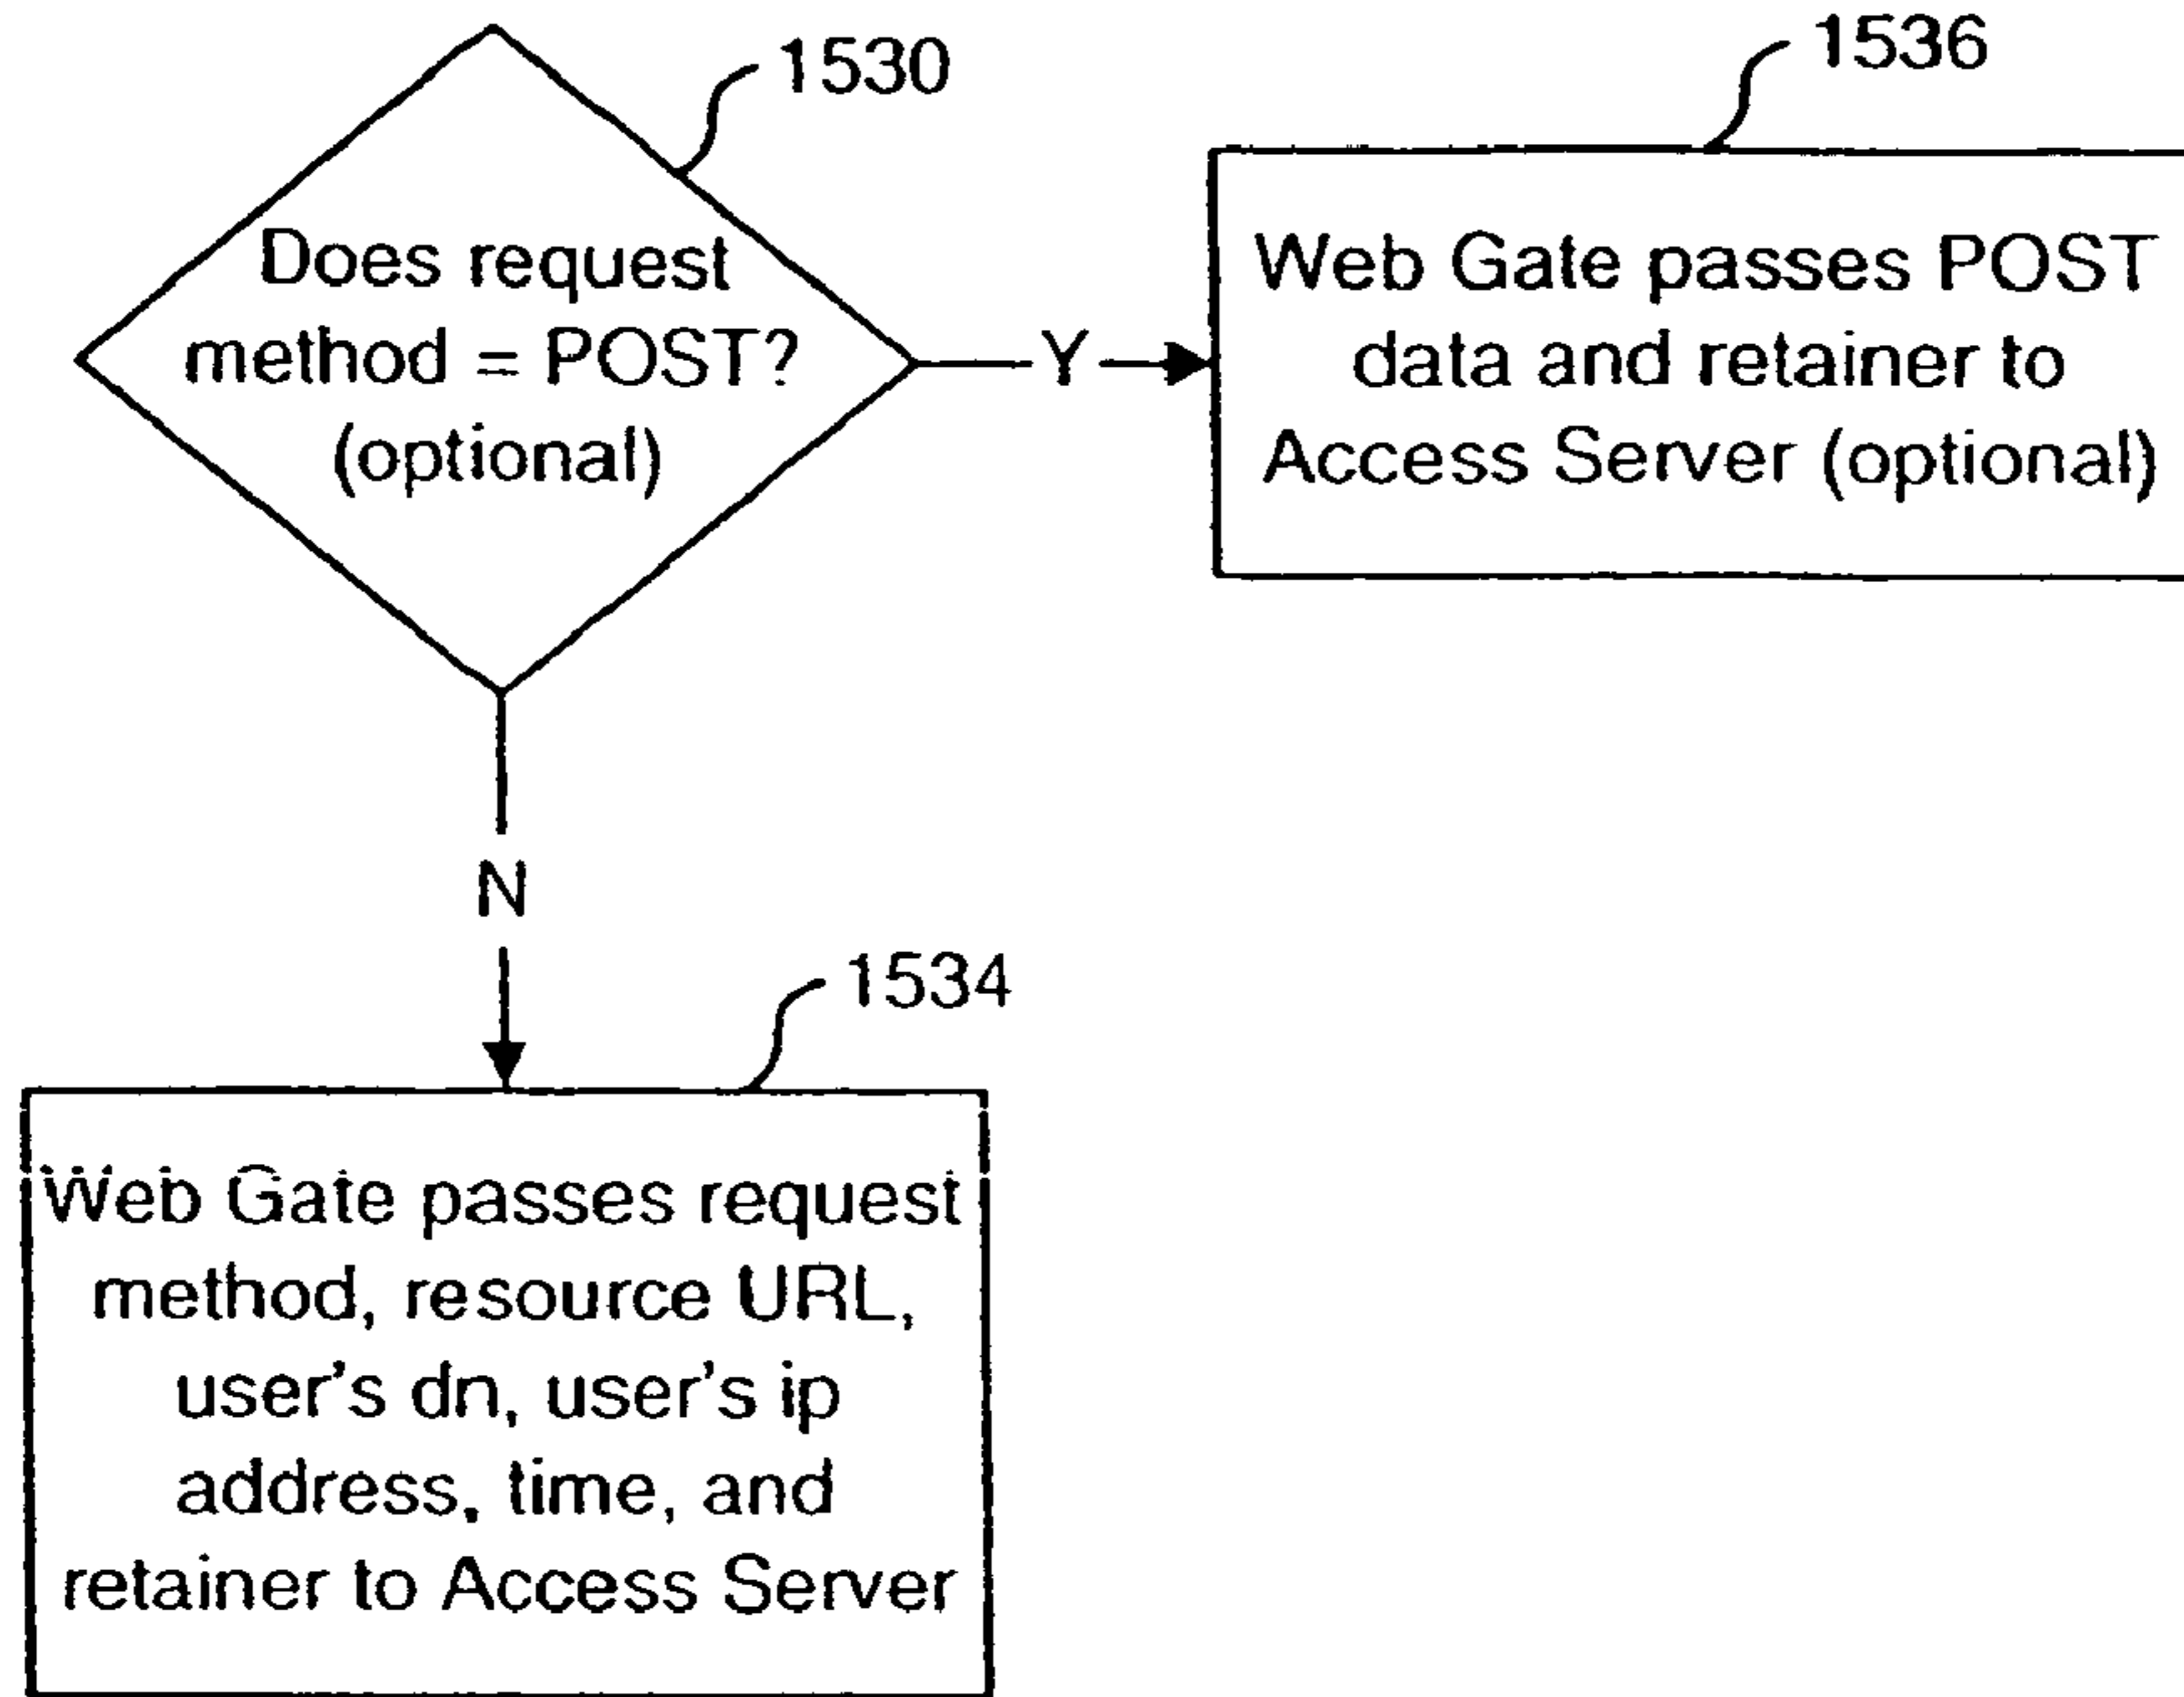 1530
Does request
method = POST?
(optional)
Y
1536
Web Gate passes POST
data and retainer to
Access Server (optional)
N
1534
Web Gate passes request
method, resource URL,
user's dn, user's ip
address, time, and
retainer to Access Server